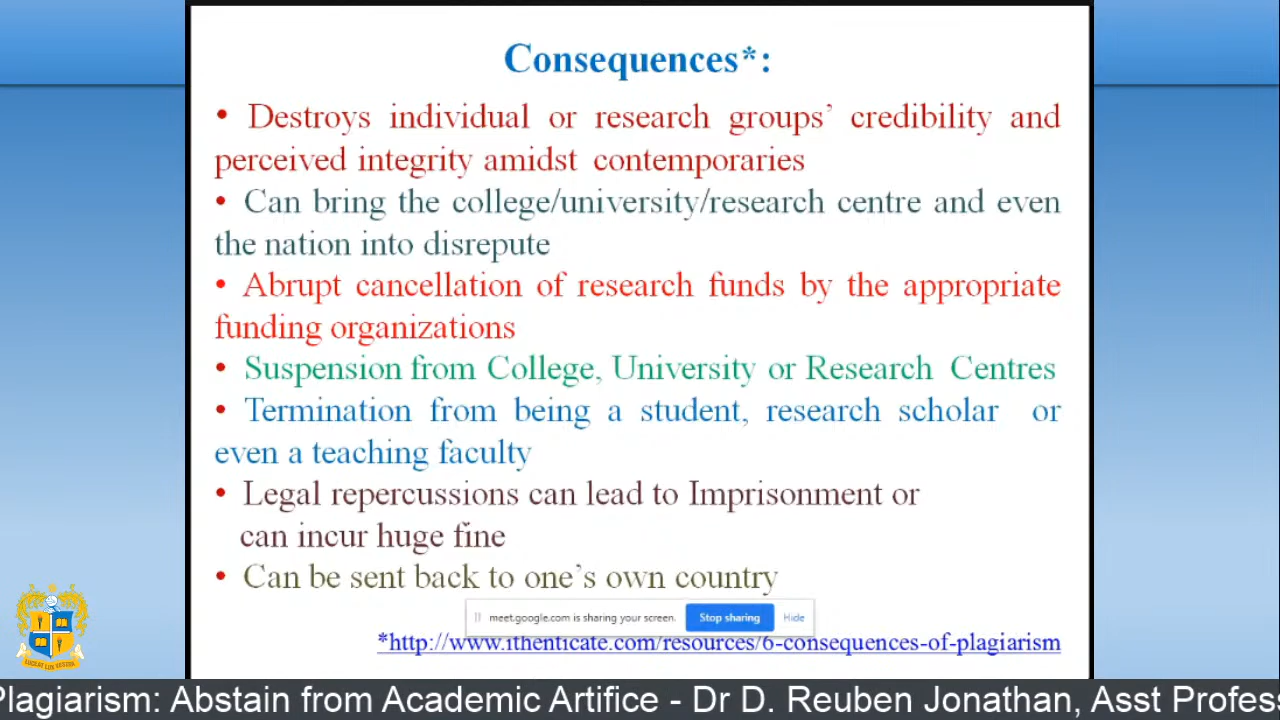 Consequences*:
• Destroys individual or research groups’ credibility and
perceived integrity amidst contemporaries
• Can bring the college/university/research centre and even
the nation into disrepute
• Abrupt cancellation of research funds by the appropriate
funding organizations
• Suspension from College, University or Research Centres
• Termination from being a student, research scholar or
even a teaching faculty
• Legal repercussions can lead to Imprisonment or
can incur huge fine
• Can be sent back to one’s own country
meet.google.com is sharing your screen. Stop sharing Hide
*http://www.ithenticate.com/resources/6-consequences-of-plagiarism
Plagiarism: Abstain from Academic Artifice - Dr D. Reuben Jonathan, Asst Profess